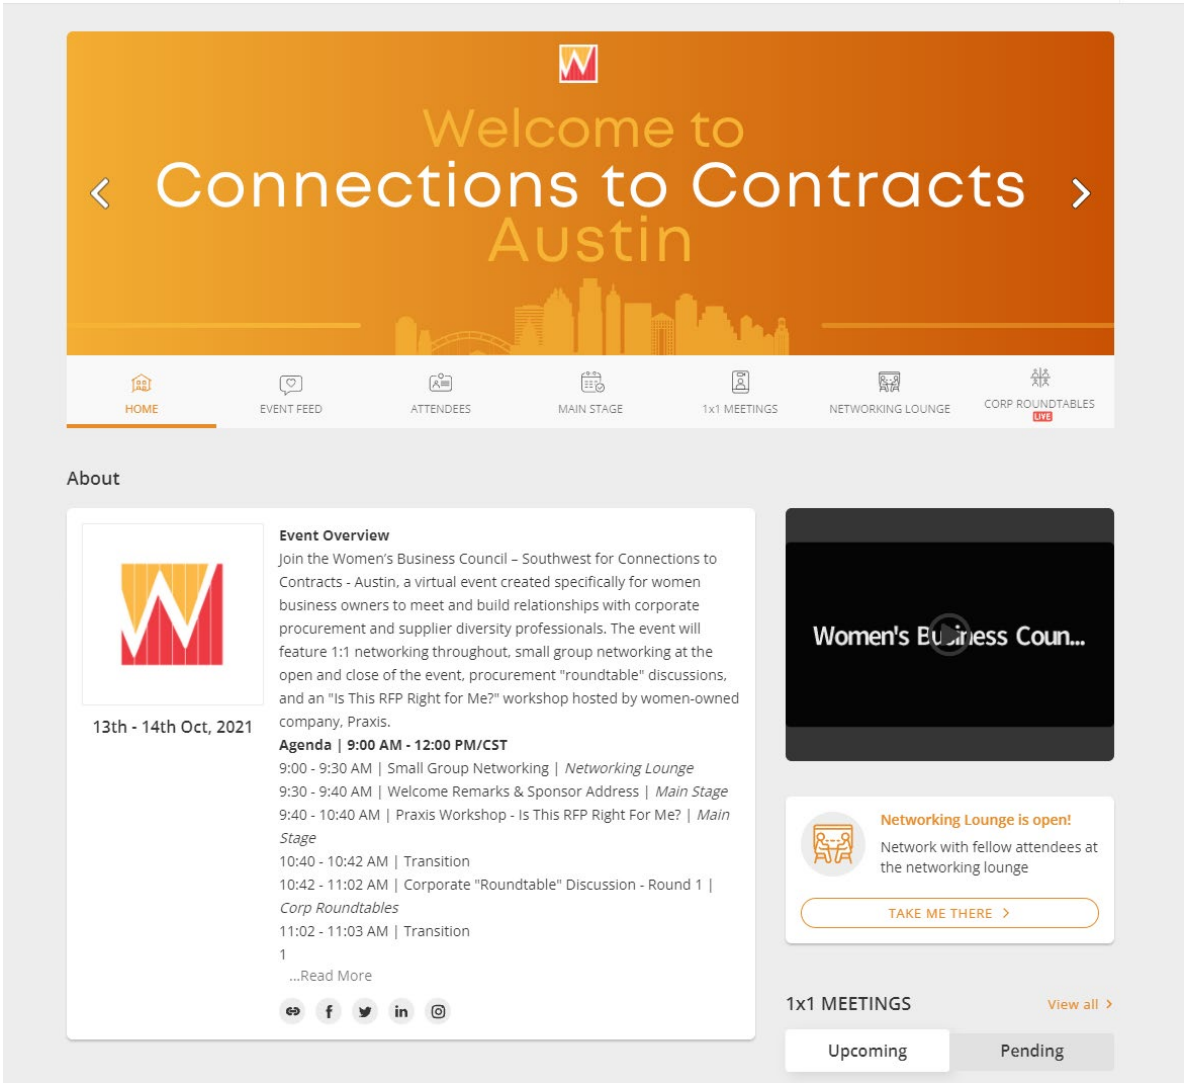 Welcome to
Connections to Contracts
Austin
HOME
EVENT FEED
ATTENDEES
MAIN STAGE
1x1 MEETINGS
NETWORKING LOUNGE
CORP ROUNDTABLES
LIVE
About
13th - 14th Oct, 2021
Event Overview
Join the Women's Business Council – Southwest for Connections to
Contracts - Austin, a virtual event created specifically for women
business owners to meet and build relationships with corporate
procurement and supplier diversity professionals. The event will
feature 1:1 networking throughout, small group networking at the
open and close of the event, procurement "roundtable" discussions,
and an "Is This RFP Right for Me?" workshop hosted by women-owned
company, Praxis.
Agenda | 9:00 AM - 12:00 PM/CST
9:00 - 9:30 AM | Small Group Networking | Networking Lounge
9:30 - 9:40 AM | Welcome Remarks & Sponsor Address | Main Stage
9:40 - 10:40 AM | Praxis Workshop - Is This RFP Right For Me? | Main
Stage
10:40 - 10:42 AM | Transition
10:42 - 11:02 AM | Corporate "Roundtable" Discussion - Round 1 |
Corp Roundtables
11:02 - 11:03 AM | Transition
1
...Read More
Women's Business Coun...
Networking Lounge is open!
Network with fellow attendees at
the networking lounge
TAKE ME THERE >
1x1 MEETINGS
View all >
Upcoming
Pending